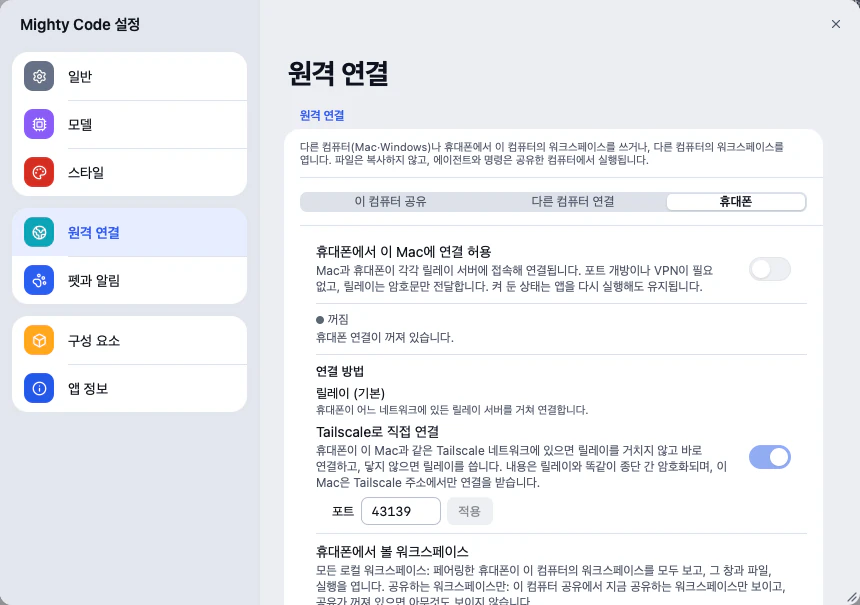 Mighty Code 설정
일반
모델
스타일
원격 연결
펫과 알림
구성 요소
앱 정보
원격 연결
원격 연결
다른 컴퓨터(Mac·Windows)나 휴대폰에서 이 컴퓨터의 워크스페이스를 쓰거나, 다른 컴퓨터의 워크스페이스를
엽니다. 파일은 복사하지 않고, 에이전트와 명령은 공유한 컴퓨터에서 실행됩니다.
이 컴퓨터 공유 다른 컴퓨터 연결 휴대폰
휴대폰에서 이 Mac에 연결 허용
Mac과 휴대폰이 각각 릴레이 서버에 접속해 연결됩니다. 포트 개방이나 VPN이 필요
없고, 릴레이는 암호문만 전달합니다. 켜 둔 상태는 앱을 다시 실행해도 유지됩니다.
꺼짐
휴대폰 연결이 꺼져 있습니다.
연결 방법
릴레이 (기본)
휴대폰이 어느 네트워크에 있든 릴레이 서버를 거쳐 연결합니다.
Tailscale로 직접 연결
휴대폰이 이 Mac과 같은 Tailscale 네트워크에 있으면 릴레이를 거치지 않고 바로
연결하고, 닿지 않으면 릴레이를 씁니다. 내용은 릴레이와 똑같이 종단 간 암호화되며, 이
Mac은 Tailscale 주소에서만 연결을 받습니다.
포트 43139 적용
휴대폰에서 볼 워크스페이스
모든 로컬 워크스페이스: 페어링한 휴대폰이 이 컴퓨터의 워크스페이스를 모두 보고, 그 창과 파일,
실행을 엽니다. 공유하는 워크스페이스만: 이 컴퓨터 공유에서 지금 공유하는 워크스페이스만 보이고,
공유가 꺼져 있으면 아무것도 보이지 않습니다.